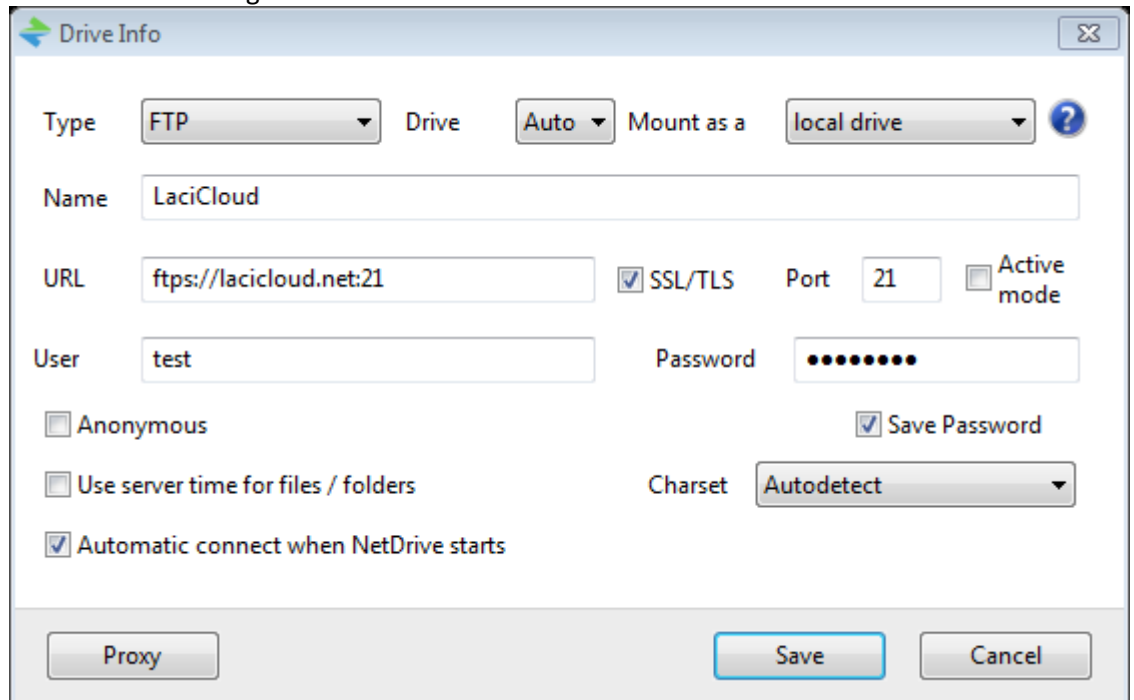 Drive Info
Type FTP Drive Auto Mount as a local drive ?
Name LaciCloud
URL ftps://lacicloud.net:21 SSL/TLS Port 21 Active mode
User test Password ●●●●●●●●
Anonymous Save Password
Use server time for files / folders Charset Autodetect
Automatic connect when NetDrive starts
Proxy Save Cancel